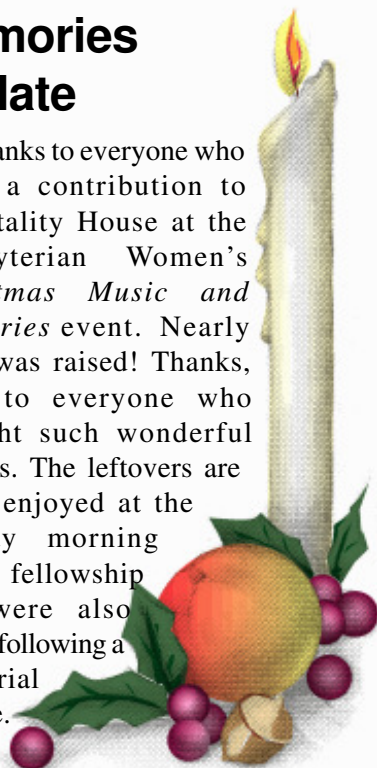 mories
late
anks to everyone who
a contribution to
tality House at the
yterian Women's
tmas Music and
ries event. Nearly
was raised! Thanks,
to everyone who
ht such wonderful
s. The leftovers are
enjoyed at the
y morning
fellowship
were also
following a
rial
e.